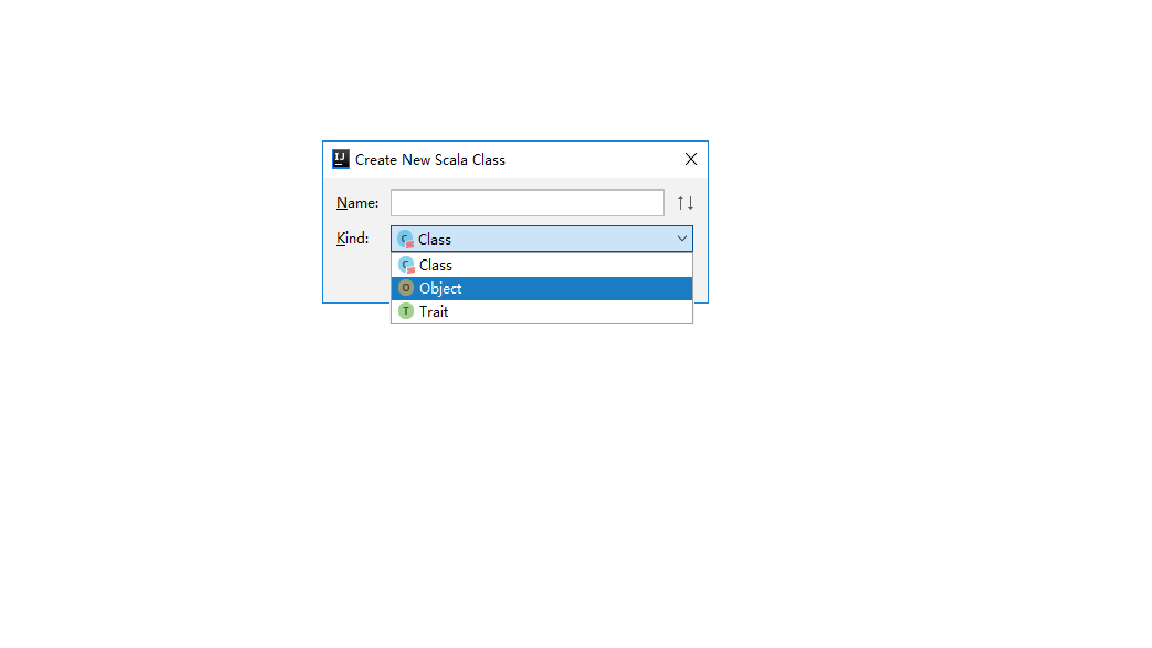 IJ Create New Scala Class
Name:
Kind: C Class
C Class
O Object
T Trait